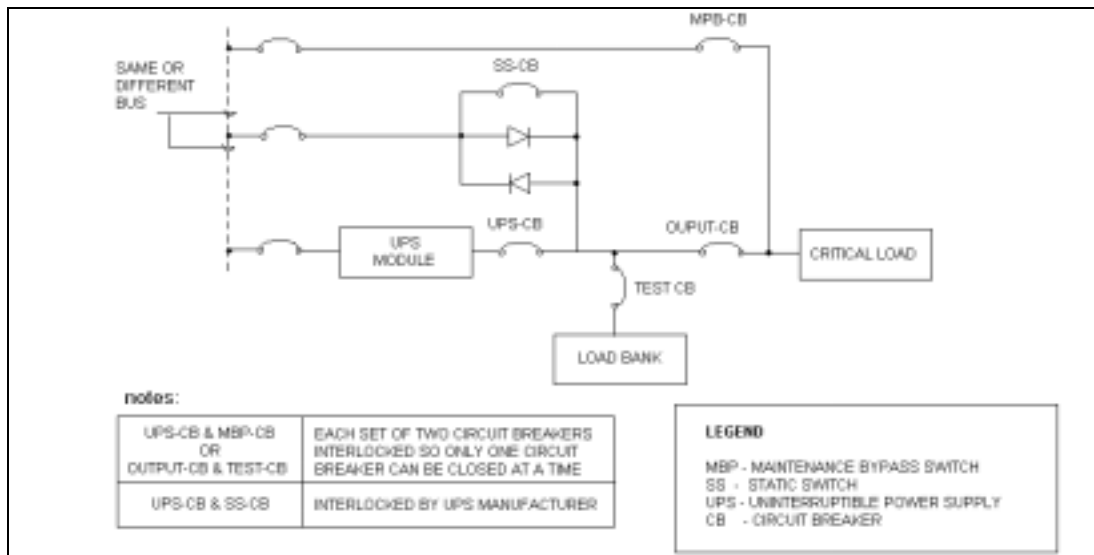 MPB-CB
SS-CB
SAME OR
DIFFERENT
BUS
UPS-CB
OUPUT-CB
UPS
MODULE
CRITICAL LOAD
TEST CB
LOAD BANK
notes:
UPS-CB & MBP-CB
OR
OUTPUT-CB & TEST-CB
EACH SET OF TWO CIRCUIT BREAKERS
INTERLOCKED SO ONLY ONE CIRCUIT
BREAKER CAN BE CLOSED AT A TIME
UPS-CB & SS-CB
INTERLOCKED BY UPS MANUFACTURER
LEGEND
MBP - MAINTENANCE BYPASS SWITCH
SS - STATIC SWITCH
UPS - UNINTERRUPTIBLE POWER SUPPLY
CB - CIRCUIT BREAKER